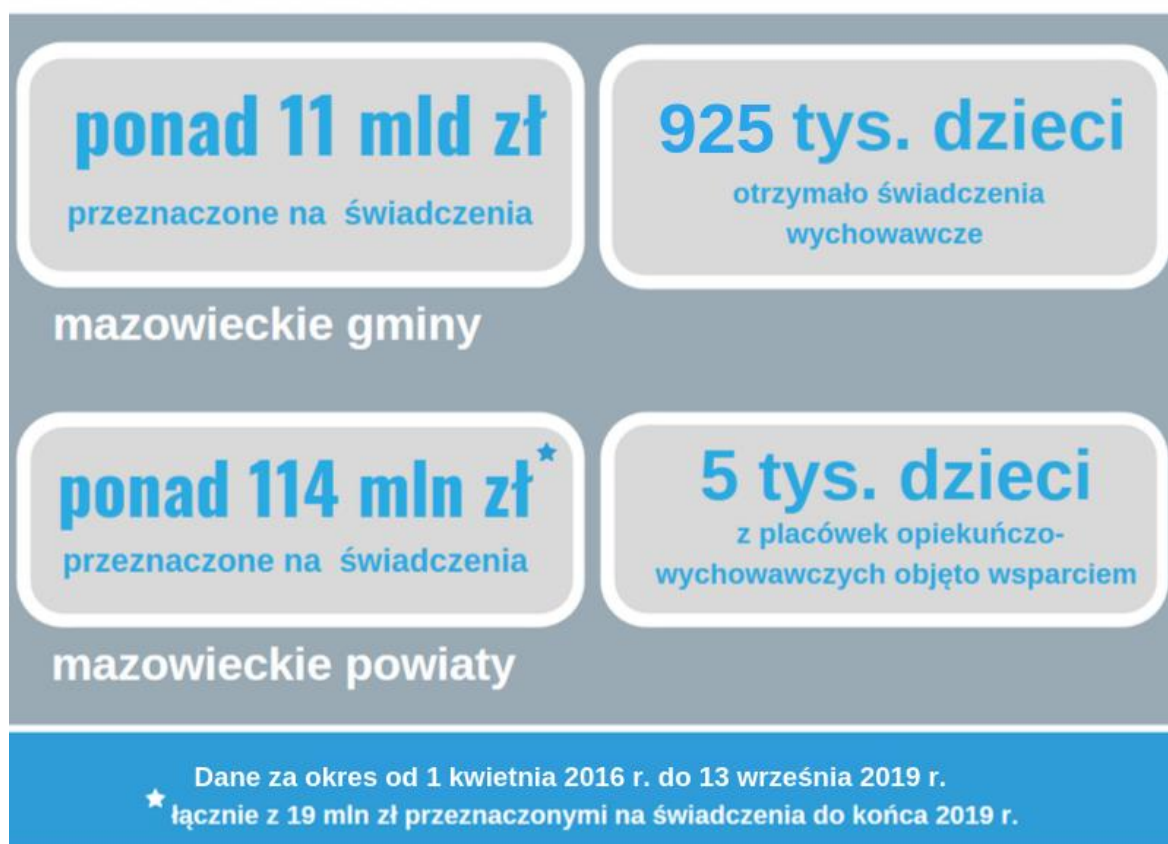 ponad 11 mld zł
przeznaczone na świadczenia
925 tys. dzieci
otrzymało świadczenia
wychowawcze
mazowieckie gminy
ponad 114 mln zł*
przeznaczone na świadczenia
5 tys. dzieci
z placówek opiekuńczo-
wychowawczych objęto wsparciem
mazowieckie powiaty
Dane za okres od 1 kwietnia 2016 r. do 13 września 2019 r.
* łącznie z 19 mln zł przeznaczonymi na świadczenia do końca 2019 r.